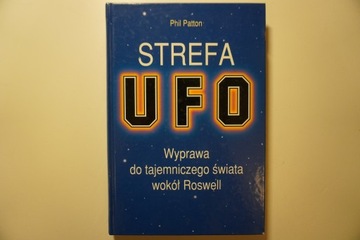 Phil Patton
STREFA
UFO
Wyprawa
do tajemniczego świata
wokół Roswell